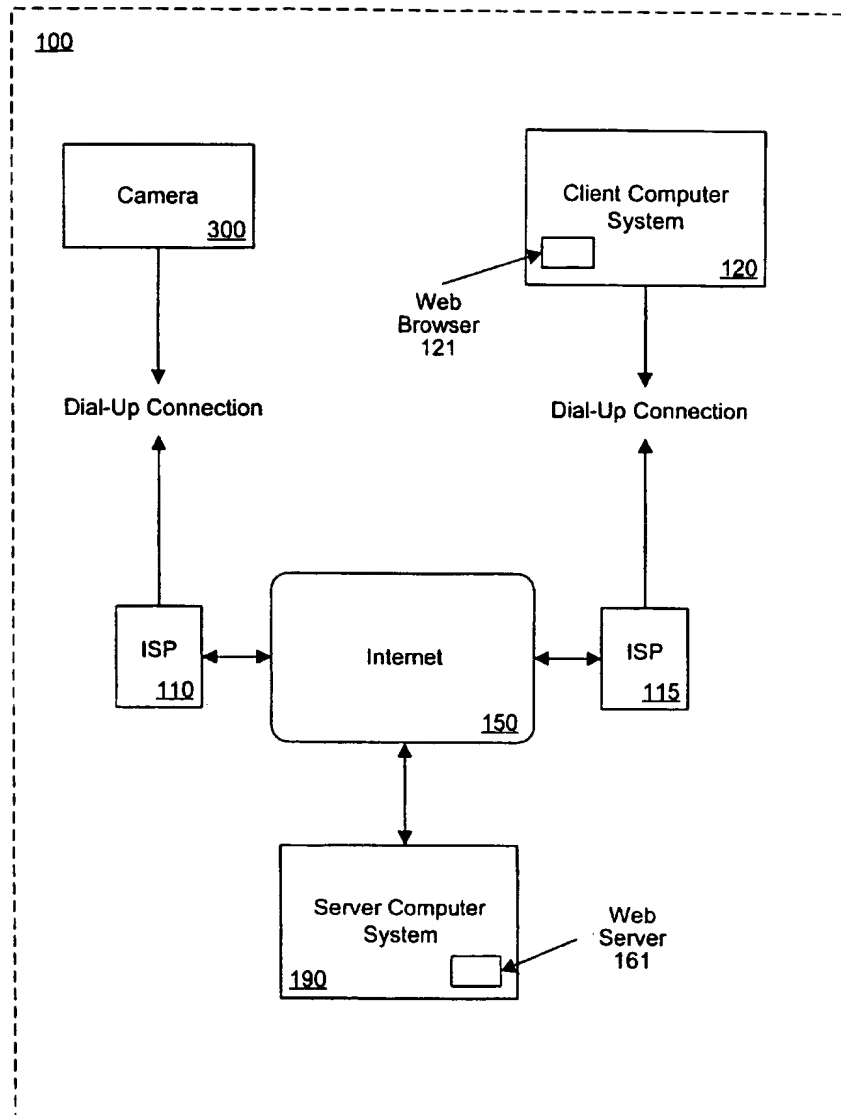 100
Camera
300
Client Computer
System
120
Web
Browser
121
Dial-Up Connection
Dial-Up Connection
ISP
110
Internet
150
ISP
115
Server Computer
System
190
Web
Server
161